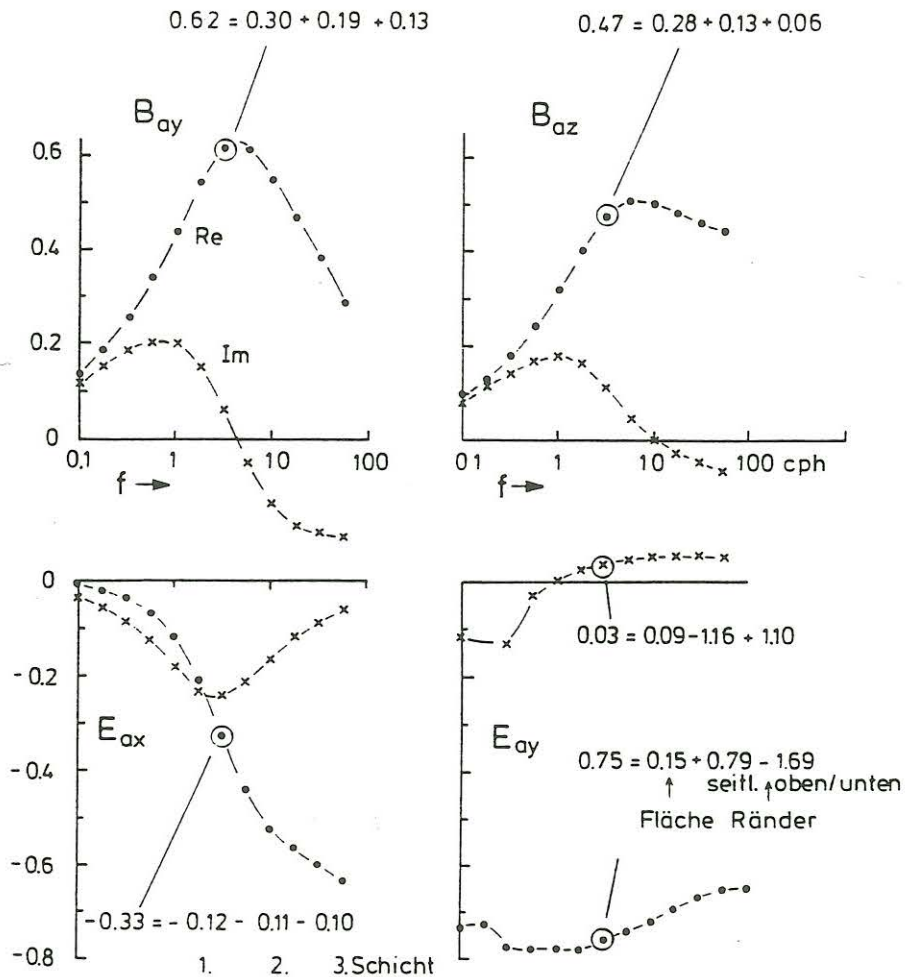 0.62 = 0.30 + 0.19 + 0.13
0.47 = 0.28 + 0.13 + 0.06
B_ay
B_az
0.6
0.4
0.2
0
Re
Im
0.1 1 10 100
f →
01 1 10 100 cph
f →
0
-0.2
-0.4
-0.6
-0.8
E_ax
-0.33 = -0.12 - 0.11 - 0.10
1. 2. 3. Schicht
0.03 = 0.09 - 1.16 + 1.10
E_ay
0.75 = 0.15 + 0.79 - 1.69
seitl. oben/unten
Fläche Ränder